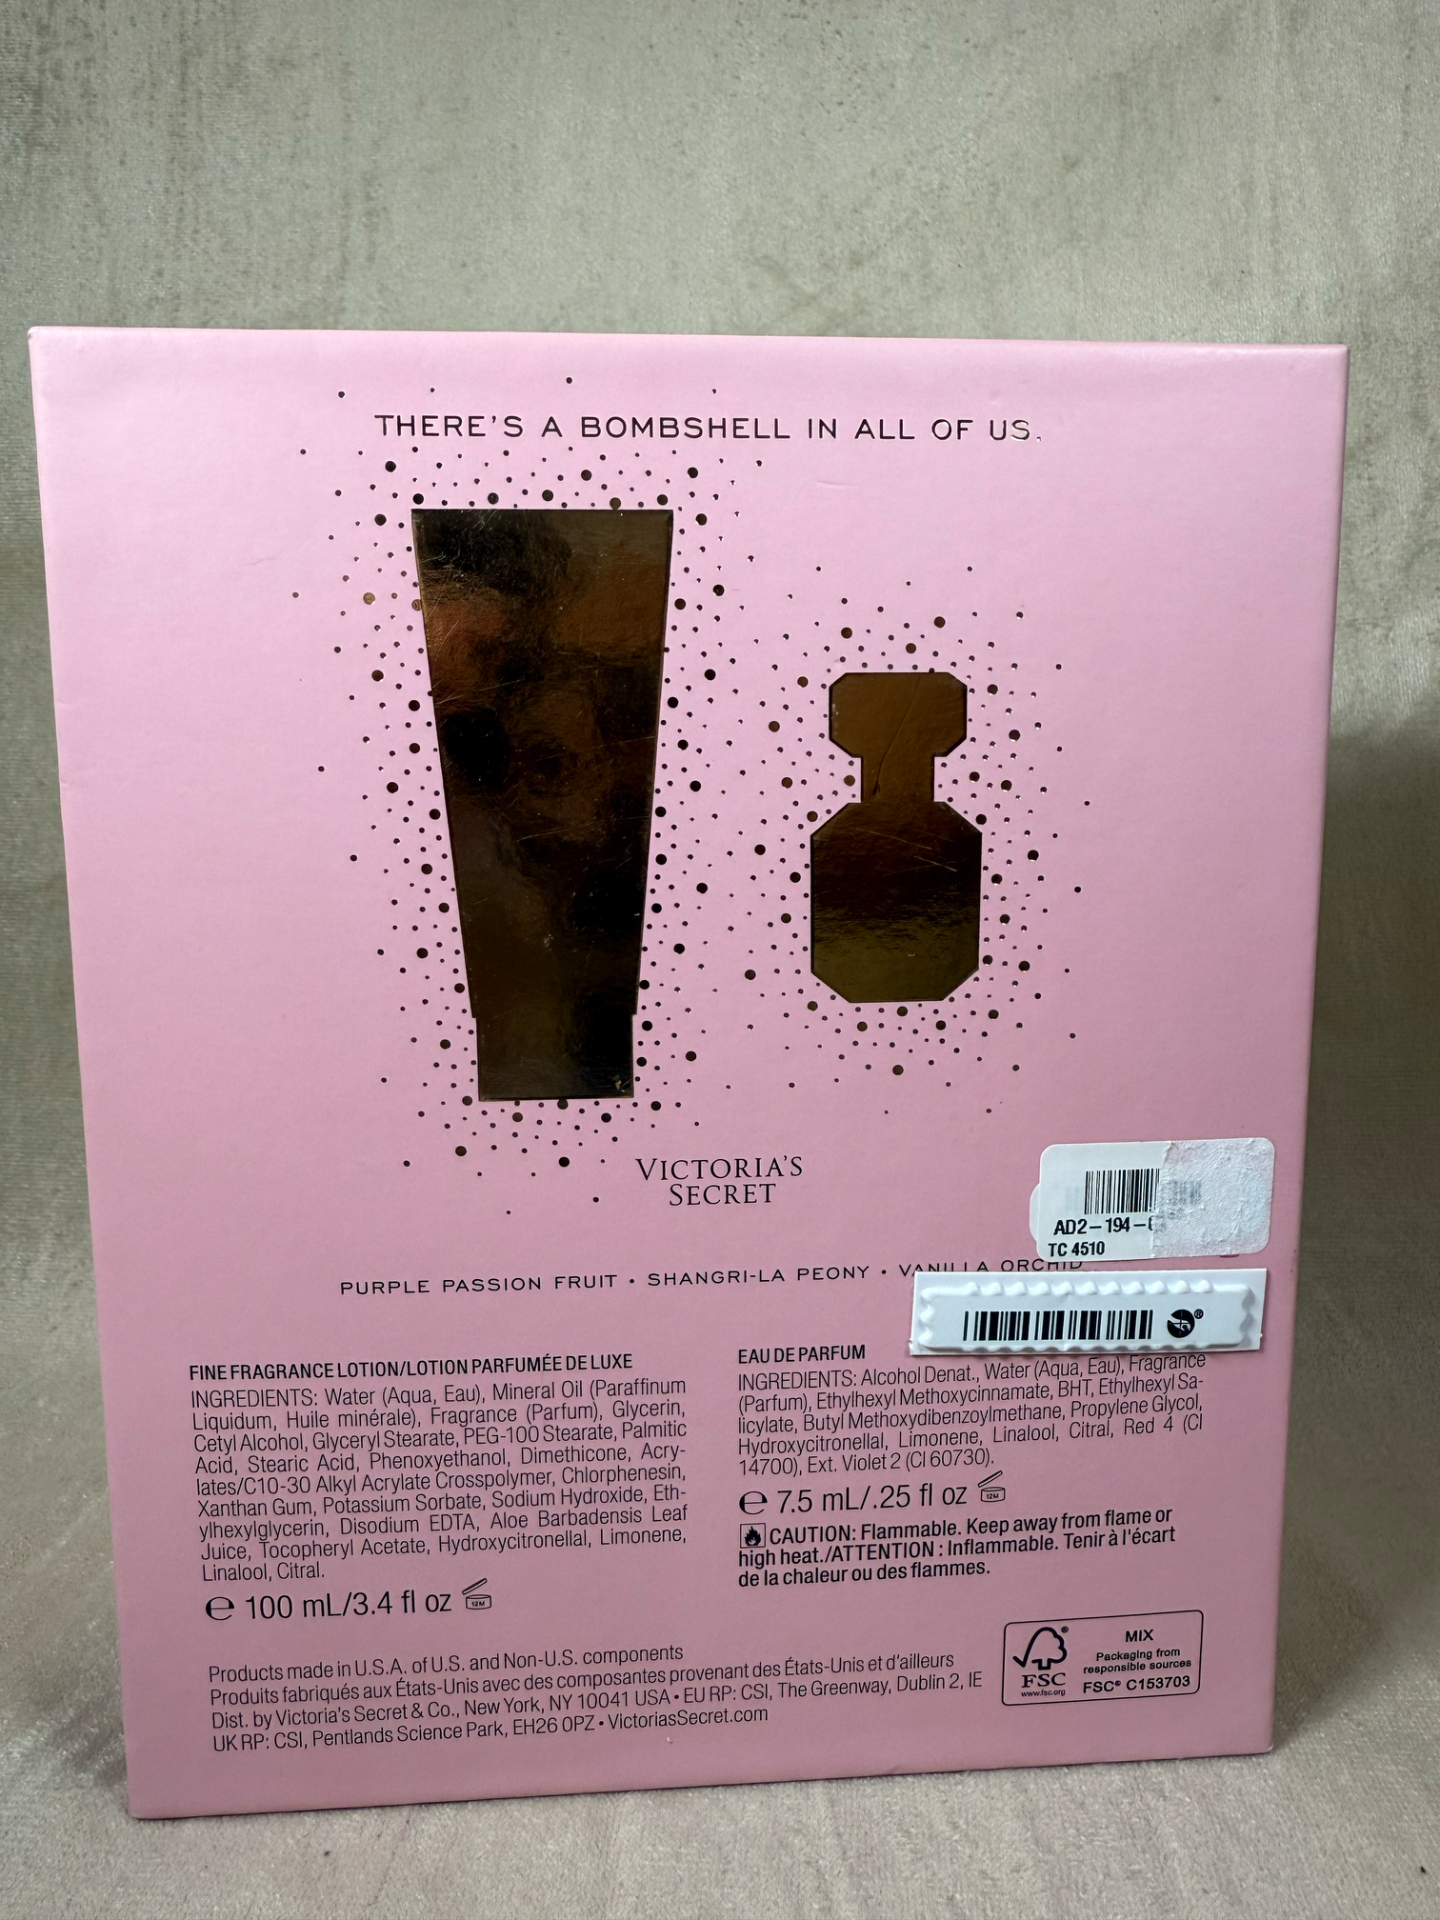 THERE'S A BOMBSHELL IN ALL OF US.
VICTORIA'S
SECRET
AD2-194-
TC 4510
PURPLE PASSION FRUIT • SHANGRI-LA PEONY • VANILLA ORCHID
FINE FRAGRANCE LOTION/LOTION PARFUMÉE DE LUXE
INGREDIENTS: Water (Aqua, Eau), Mineral Oil (Paraffinum
Liquidum, Huile minérale), Fragrance (Parfum), Glycerin,
Cetyl Alcohol, Glyceryl Stearate, PEG-100 Stearate, Palmitic
Acid, Stearic Acid, Phenoxyethanol, Dimethicone, Acry-
lates/C10-30 Alkyl Acrylate Crosspolymer, Chlorphenesin,
Xanthan Gum, Potassium Sorbate, Sodium Hydroxide, Eth-
ylhexylglycerin, Disodium EDTA, Aloe Barbadensis Leaf
Juice, Tocopheryl Acetate, Hydroxycitronellal, Limonene,
Linalool, Citral.
℮ 100 mL/3.4 fl oz 12M
EAU DE PARFUM
INGREDIENTS: Alcohol Denat., Water (Aqua, Eau), Fragrance
(Parfum), Ethylhexyl Methoxycinnamate, BHT, Ethylhexyl Sa-
licylate, Butyl Methoxydibenzoylmethane, Propylene Glycol,
Hydroxycitronellal, Limonene, Linalool, Citral, Red 4 (CI
14700), Ext. Violet 2 (CI 60730).
℮ 7.5 mL/.25 fl oz 12M
CAUTION: Flammable. Keep away from flame or
high heat./ATTENTION : Inflammable. Tenir à l'écart
de la chaleur ou des flammes.
Products made in U.S.A. of U.S. and Non-U.S. components
Produits fabriqués aux États-Unis avec des composantes provenant des États-Unis et d'ailleurs
Dist. by Victoria's Secret & Co., New York, NY 10041 USA • EU RP: CSI, The Greenway, Dublin 2, IE
UK RP: CSI, Pentlands Science Park, EH26 0PZ • VictoriasSecret.com
FSC
www.fsc.org
MIX
Packaging from
responsible sources
FSC® C153703